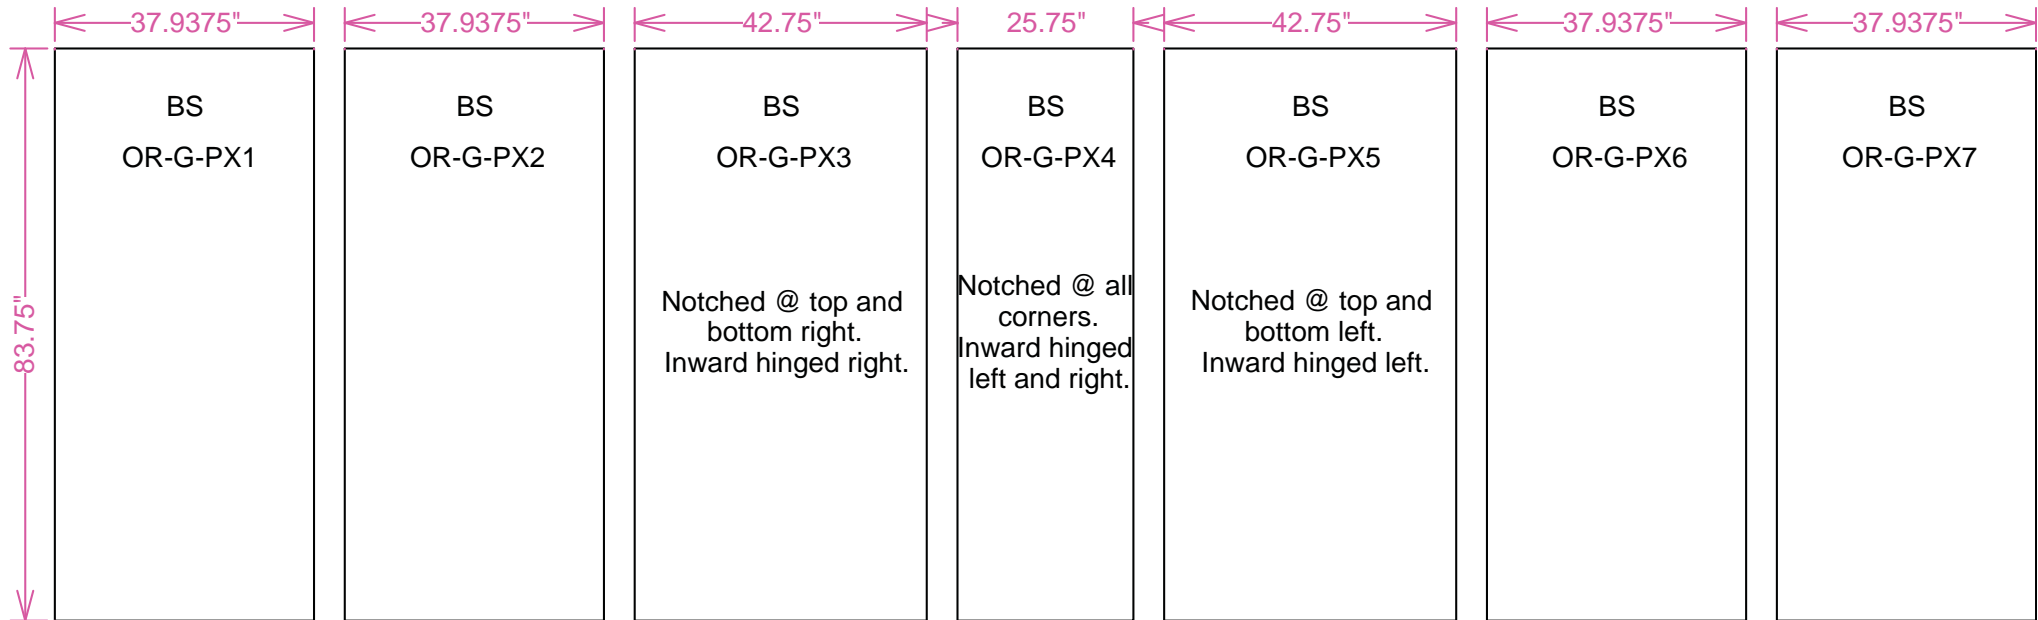 37.9375"
37.9375"
42.75"
25.75"
42.75"
37.9375"
37.9375"
83.75"
BS
OR-G-PX1
BS
OR-G-PX2
BS
OR-G-PX3
Notched @ top and
bottom right.
Inward hinged right.
BS
OR-G-PX4
Notched @ all
corners.
Inward hinged
left and right.
BS
OR-G-PX5
Notched @ top and
bottom left.
Inward hinged left.
BS
OR-G-PX6
BS
OR-G-PX7